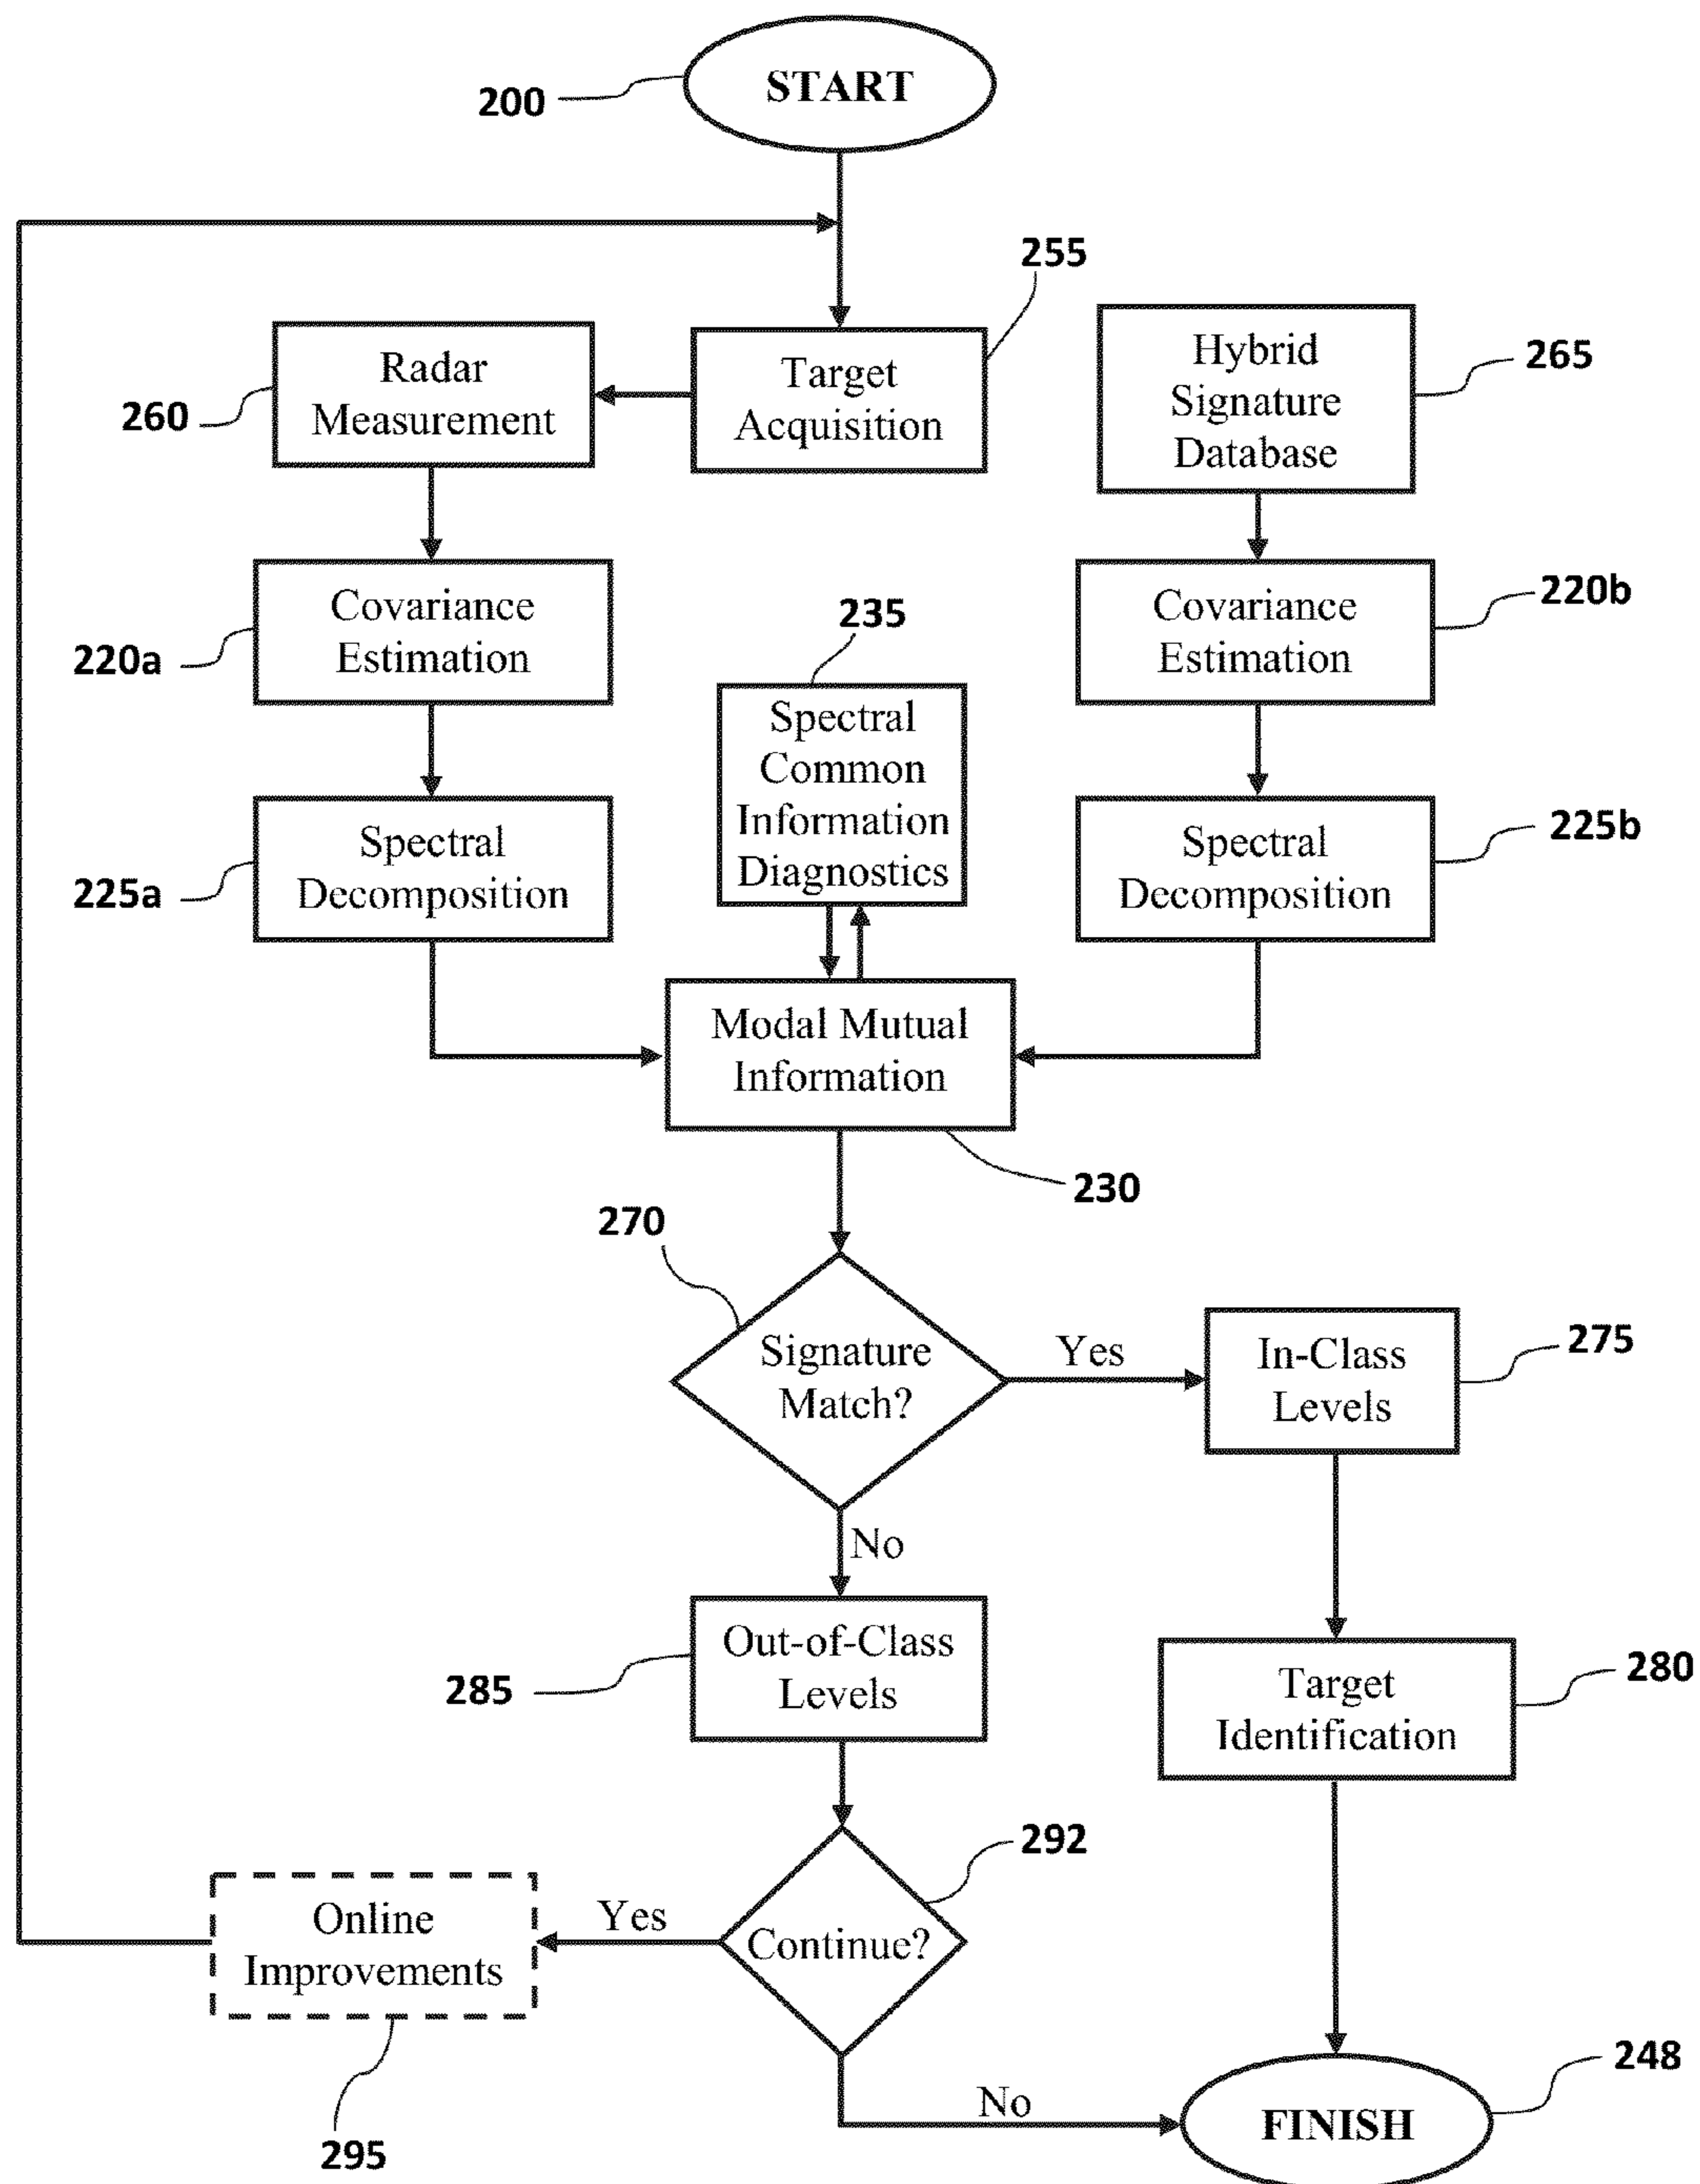 START
200
255
Radar
Measurement
260
Target
Acquisition
Hybrid
Signature
Database
265
Covariance
Estimation
220a
235
Covariance
Estimation
220b
Spectral
Common
Information
Diagnostics
Spectral
Decomposition
225a
Spectral
Decomposition
225b
Modal Mutual
Information
230
270
Signature
Match?
Yes
In-Class
Levels
275
No
Out-of-Class
Levels
285
Target
Identification
280
292
Continue?
Yes
Online
Improvements
295
No
FINISH
248